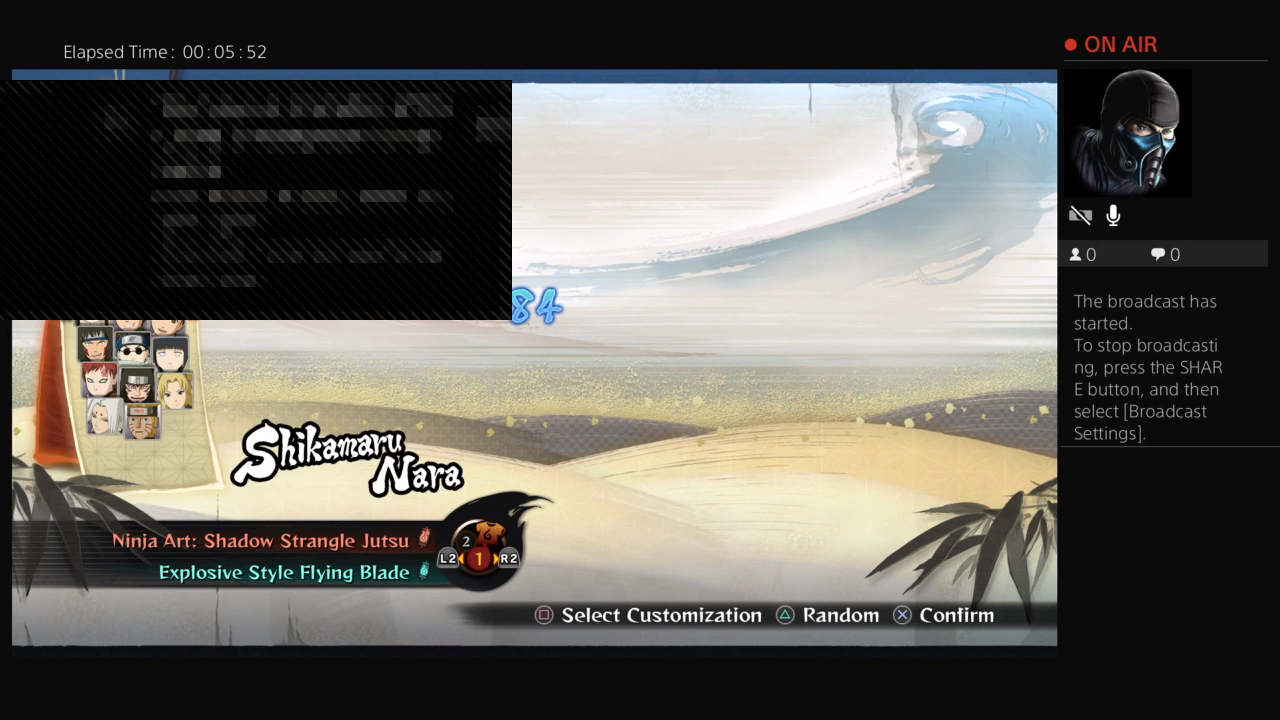 Elapsed Time: 00:05:52
ON AIR
0 0
The broadcast has
started.
To stop broadcasti
ng, press the SHAR
E button, and then
select [Broadcast
Settings].
84
Shikamaru
Nara
Ninja Art: Shadow Strangle Jutsu
Explosive Style Flying Blade
2
L2 1 R2
Select Customization Random Confirm